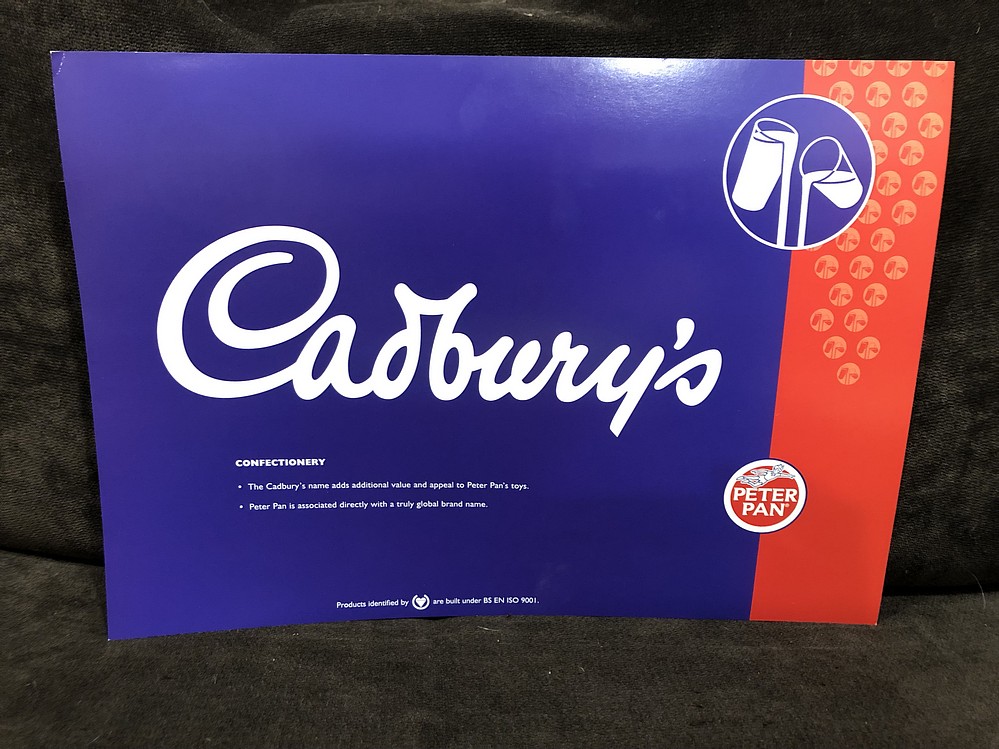 Cadbury's
CONFECTIONERY
• The Cadbury's name adds additional value and appeal to Peter Pan's toys.
• Peter Pan is associated directly with a truly global brand name.
PETER
PAN®
Products identified by are built under BS EN ISO 9001.